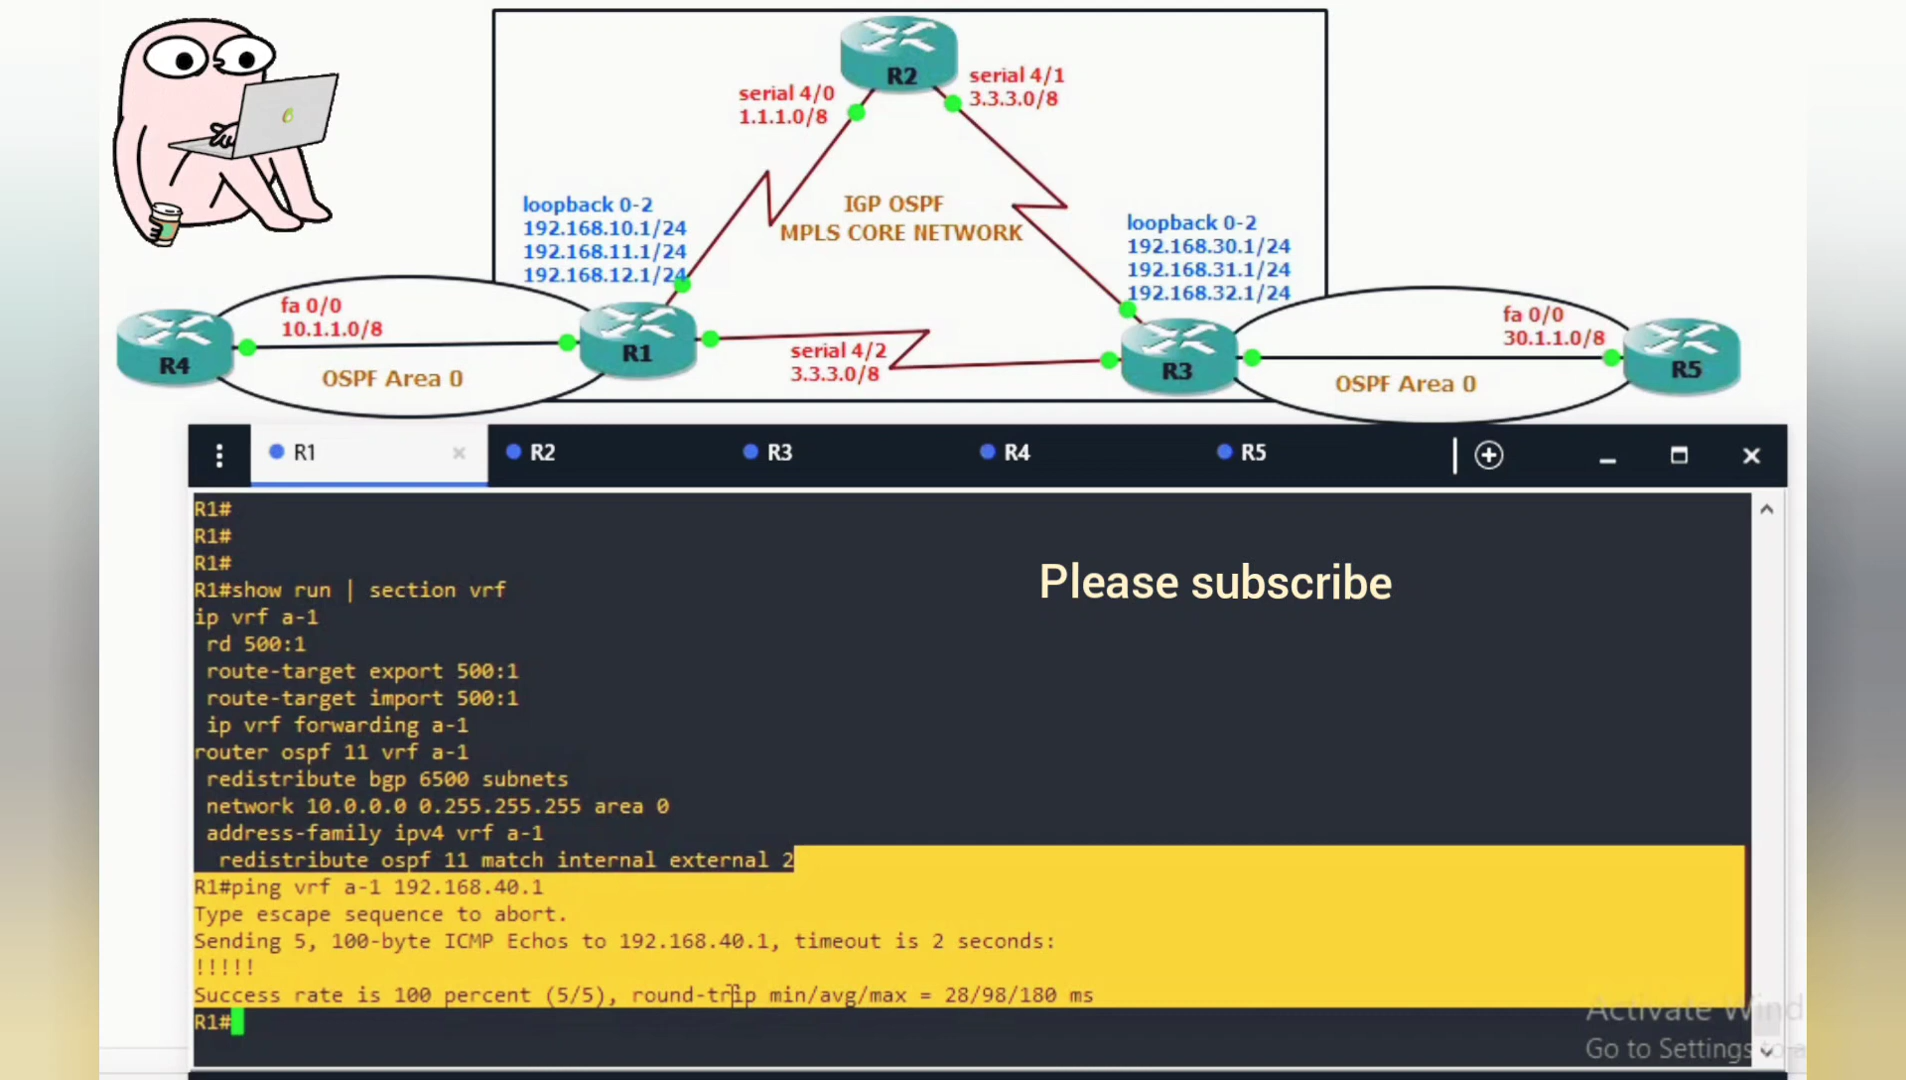 R2
serial 4/1
3.3.3.0/8
serial 4/0
1.1.1.0/8
IGP OSPF
MPLS CORE NETWORK
loopback 0-2
192.168.10.1/24
192.168.11.1/24
192.168.12.1/24
loopback 0-2
192.168.30.1/24
192.168.31.1/24
192.168.32.1/24
fa 0/0
10.1.1.0/8
R4
OSPF Area 0
R1
serial 4/2
3.3.3.0/8
R3
fa 0/0
30.1.1.0/8
OSPF Area 0
R5
R1
R2
R3
R4
R5
R1#
R1#
R1#
R1#show run | section vrf
ip vrf a-1
rd 500:1
route-target export 500:1
route-target import 500:1
ip vrf forwarding a-1
router ospf 11 vrf a-1
redistribute bgp 6500 subnets
network 10.0.0.0 0.255.255.255 area 0
address-family ipv4 vrf a-1
redistribute ospf 11 match internal external 2
R1#ping vrf a-1 192.168.40.1
Type escape sequence to abort.
Sending 5, 100-byte ICMP Echos to 192.168.40.1, timeout is 2 seconds:
!!!!!
Success rate is 100 percent (5/5), round-trip min/avg/max = 28/98/180 ms
R1#
Please subscribe
Activate Wind
Go to Settings to a